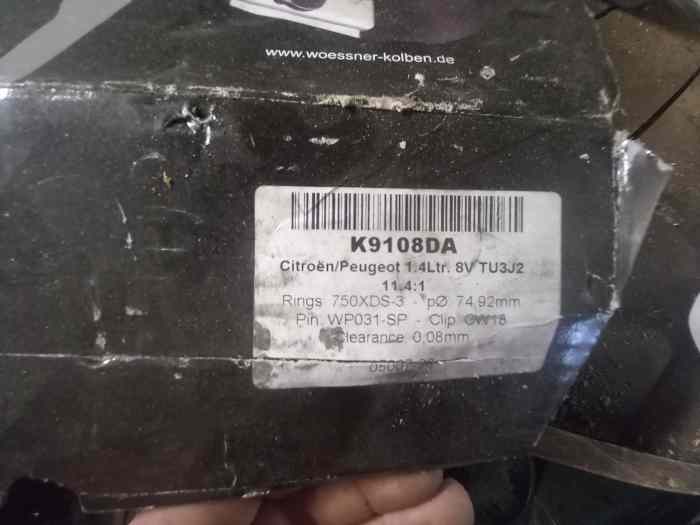 www.woessner-kolben.de
K9108DA
Citroën/Peugeot 1.4Ltr. 8V TU3J2
11.4:1
Rings 750XDS-3 - pØ 74,92mm
Pin WP031-SP - Clip CW18
Clearance 0,08mm